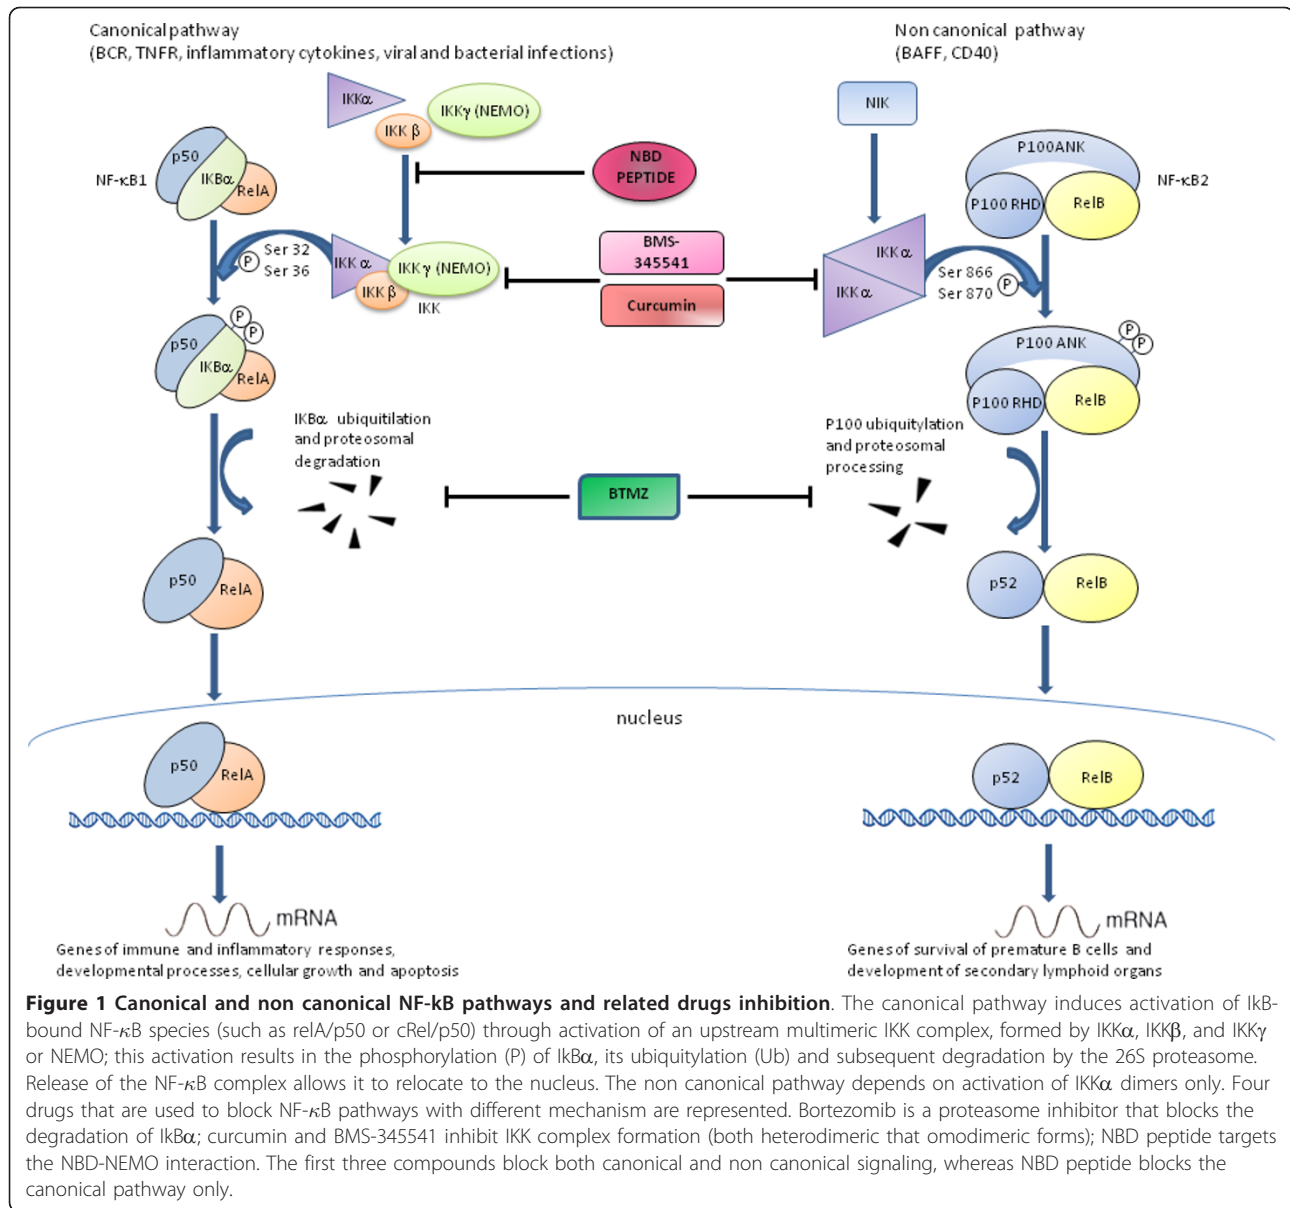 Canonical pathway
(BCR, TNFR, inflammatory cytokines, viral and bacterial infections)
Non canonical pathway
(BAFF, CD40)
IKKα
IKKγ (NEMO)
IKK β
NIK
p50
IKBα
RelA
NF-κB1
NBD
PEPTIDE
P100 ANK
P100 RHD
RelB
NF-κB2
P
Ser 32
Ser 36
IKK α
IKK γ (NEMO)
IKK β
IKK
BMS-
345541
Curcumin
IKK α
IKK α
Ser 866
Ser 870
P
P
P
p50
IKBα
RelA
P
P
P100 ANK
P100 RHD
RelB
IKBα ubiquitilation
and proteosomal
degradation
BTMZ
P100 ubiquitylation
and proteosomal
processing
p50
RelA
p52
RelB
nucleus
p50
RelA
p52
RelB
mRNA
Genes of immune and inflammatory responses,
developmental processes, cellular growth and apoptosis
mRNA
Genes of survival of premature B cells and
development of secondary lymphoid organs
Figure 1 Canonical and non canonical NF-kB pathways and related drugs inhibition. The canonical pathway induces activation of IkB-
bound NF-κB species (such as relA/p50 or cRel/p50) through activation of an upstream multimeric IKK complex, formed by IKKα, IKKβ, and IKKγ
or NEMO; this activation results in the phosphorylation (P) of IkBα, its ubiquitylation (Ub) and subsequent degradation by the 26S proteasome.
Release of the NF-κB complex allows it to relocate to the nucleus. The non canonical pathway depends on activation of IKKα dimers only. Four
drugs that are used to block NF-κB pathways with different mechanism are represented. Bortezomib is a proteasome inhibitor that blocks the
degradation of IkBα; curcumin and BMS-345541 inhibit IKK complex formation (both heterodimeric that omodimeric forms); NBD peptide targets
the NBD-NEMO interaction. The first three compounds block both canonical and non canonical signaling, whereas NBD peptide blocks the
canonical pathway only.